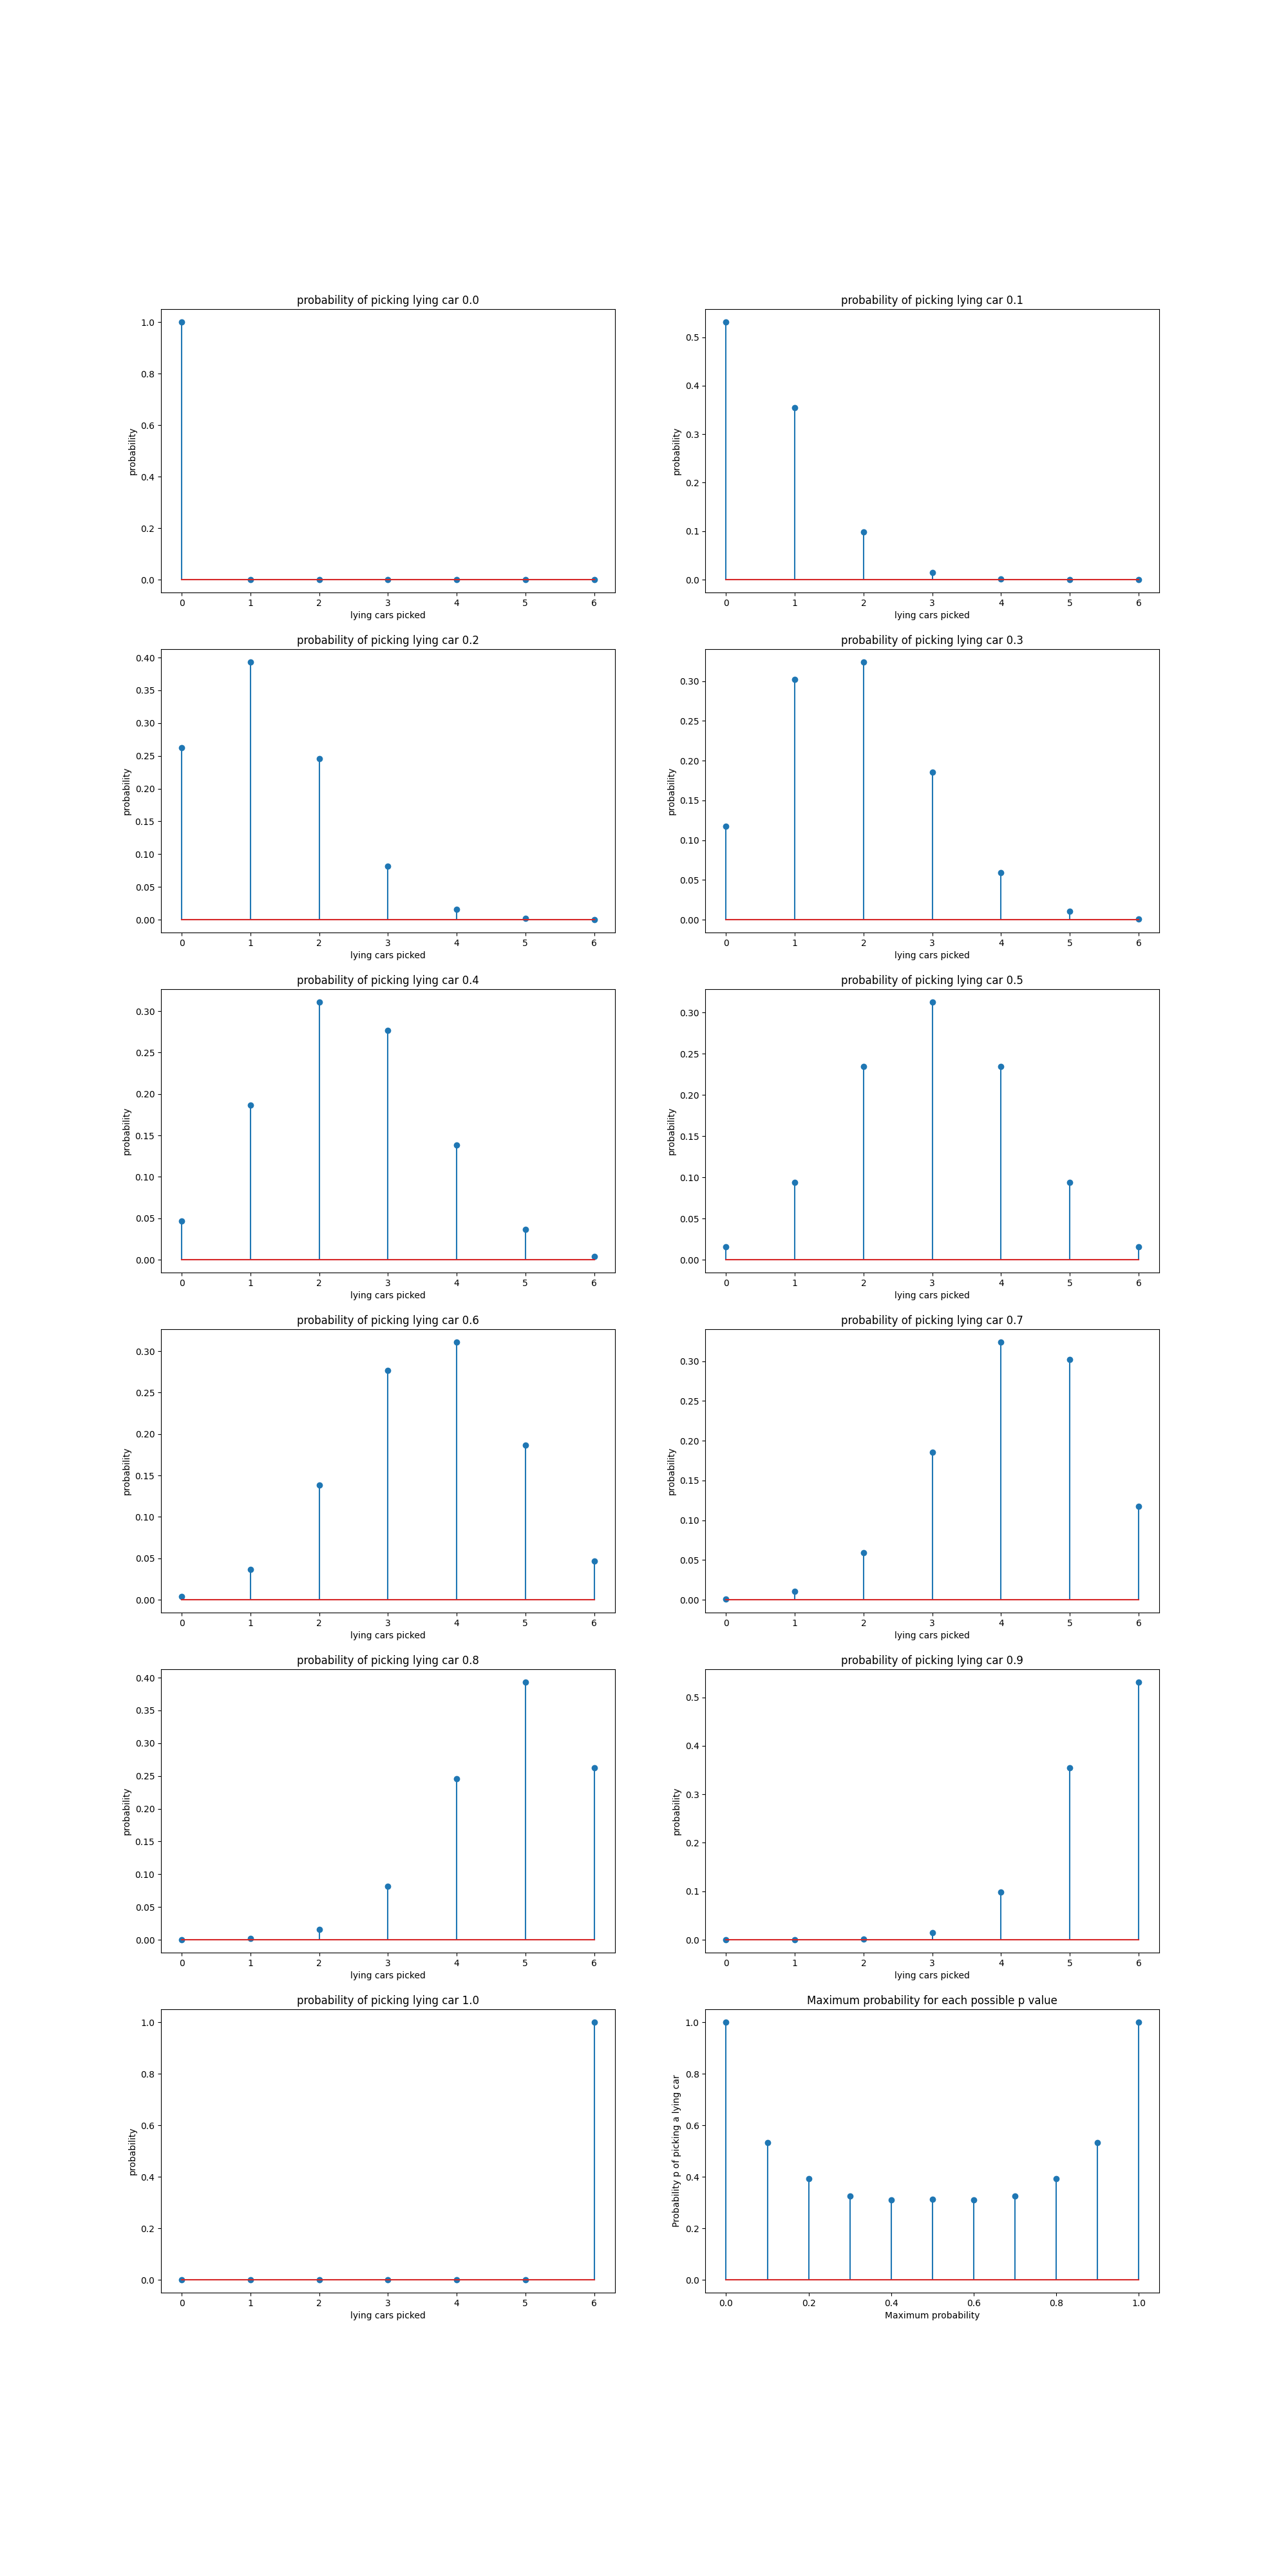 probability of picking lying car 0.0
probability of picking lying car 0.1
1.0
0.8
0.6
0.4
0.2
0.0
probability
0 1 2 3 4 5 6
lying cars picked
0.5
0.4
0.3
0.2
0.1
0.0
probability
0 1 2 3 4 5 6
lying cars picked
probability of picking lying car 0.2
probability of picking lying car 0.3
0.40
0.35
0.30
0.25
0.20
0.15
0.10
0.05
0.00
probability
0 1 2 3 4 5 6
lying cars picked
0.30
0.25
0.20
0.15
0.10
0.05
0.00
probability
0 1 2 3 4 5 6
lying cars picked
probability of picking lying car 0.4
probability of picking lying car 0.5
0.30
0.25
0.20
0.15
0.10
0.05
0.00
probability
0 1 2 3 4 5 6
lying cars picked
0.30
0.25
0.20
0.15
0.10
0.05
0.00
probability
0 1 2 3 4 5 6
lying cars picked
probability of picking lying car 0.6
probability of picking lying car 0.7
0.30
0.25
0.20
0.15
0.10
0.05
0.00
probability
0 1 2 3 4 5 6
lying cars picked
0.30
0.25
0.20
0.15
0.10
0.05
0.00
probability
0 1 2 3 4 5 6
lying cars picked
probability of picking lying car 0.8
probability of picking lying car 0.9
0.40
0.35
0.30
0.25
0.20
0.15
0.10
0.05
0.00
probability
0 1 2 3 4 5 6
lying cars picked
0.5
0.4
0.3
0.2
0.1
0.0
probability
0 1 2 3 4 5 6
lying cars picked
probability of picking lying car 1.0
Maximum probability for each possible p value
1.0
0.8
0.6
0.4
0.2
0.0
probability
0 1 2 3 4 5 6
lying cars picked
1.0
0.8
0.6
0.4
0.2
0.0
Probability p of picking a lying car
0.0 0.2 0.4 0.6 0.8 1.0
Maximum probability